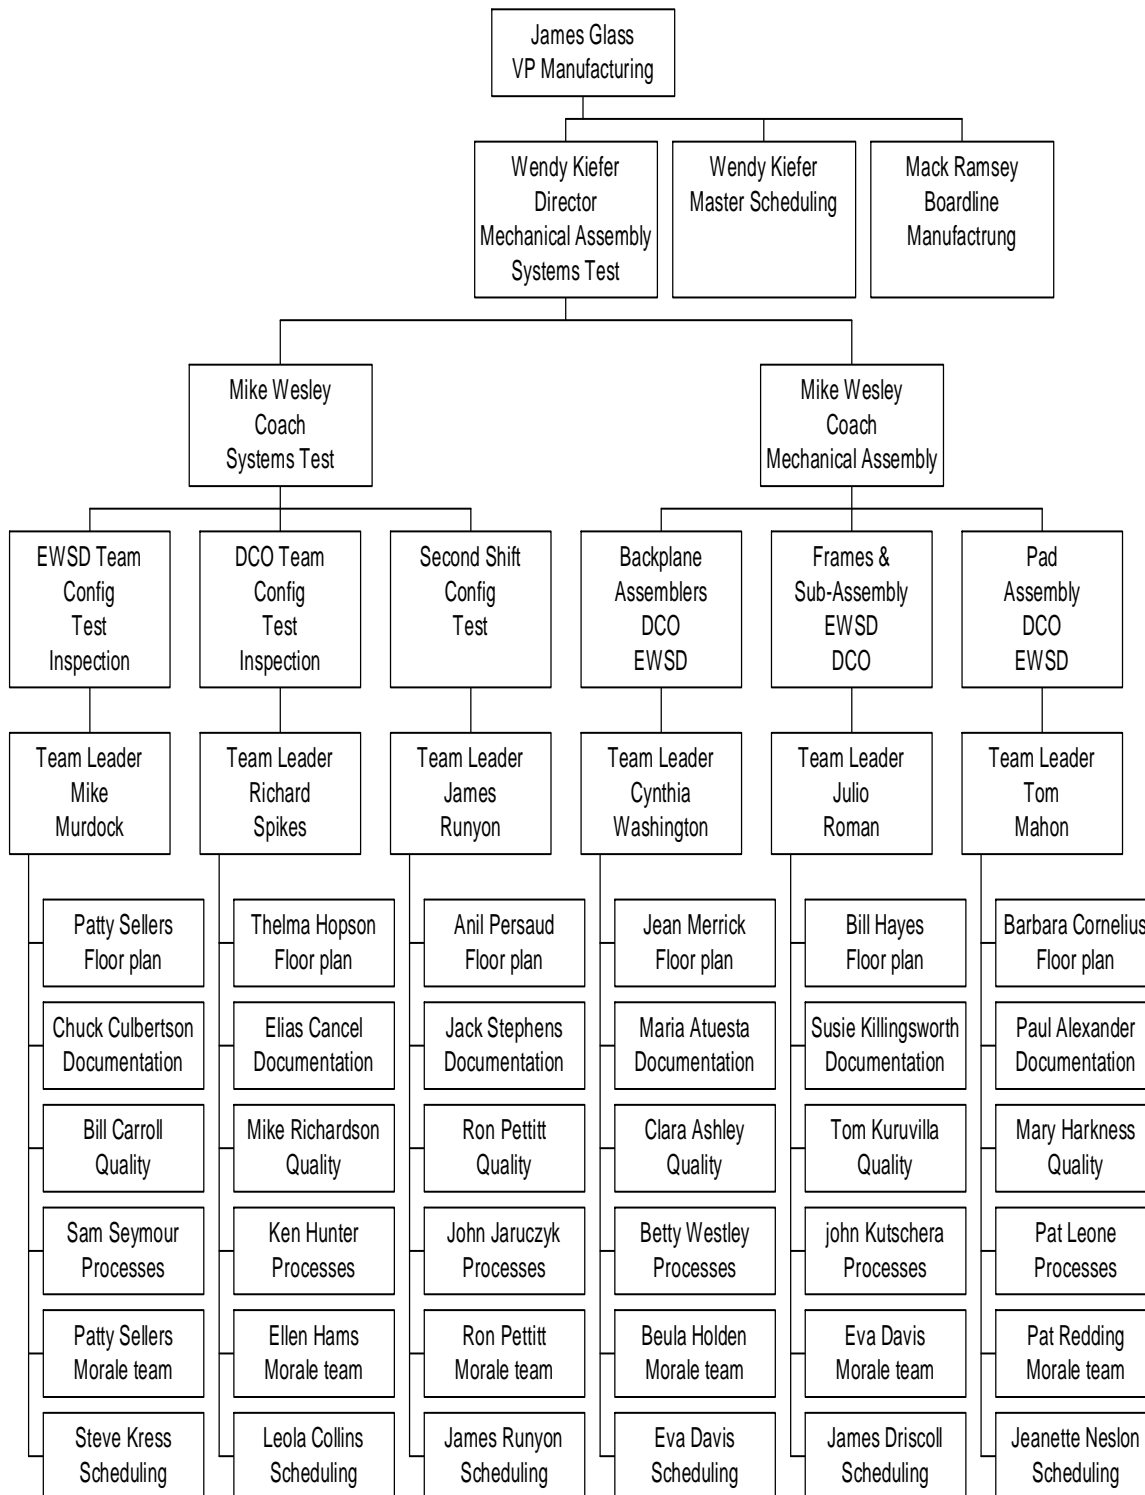 James Glass
VP Manufacturing
Wendy Kiefer
Director
Mechanical Assembly
Systems Test
Wendy Kiefer
Master Scheduling
Mack Ramsey
Boardline
Manufactrung
Mike Wesley
Coach
Systems Test
Mike Wesley
Coach
Mechanical Assembly
EWSD Team
Config
Test
Inspection
DCO Team
Config
Test
Inspection
Second Shift
Config
Test
Backplane
Assemblers
DCO
EWSD
Frames &
Sub-Assembly
EWSD
DCO
Pad
Assembly
DCO
EWSD
Team Leader
Mike
Murdock
Team Leader
Richard
Spikes
Team Leader
James
Runyon
Team Leader
Cynthia
Washington
Team Leader
Julio
Roman
Team Leader
Tom
Mahon
Patty Sellers
Floor plan
Thelma Hopson
Floor plan
Anil Persaud
Floor plan
Jean Merrick
Floor plan
Bill Hayes
Floor plan
Barbara Cornelius
Floor plan
Chuck Culbertson
Documentation
Elias Cancel
Documentation
Jack Stephens
Documentation
Maria Atuesta
Documentation
Susie Killingsworth
Documentation
Paul Alexander
Documentation
Bill Carroll
Quality
Mike Richardson
Quality
Ron Pettitt
Quality
Clara Ashley
Quality
Tom Kuruvilla
Quality
Mary Harkness
Quality
Sam Seymour
Processes
Ken Hunter
Processes
John Jaruczyk
Processes
Betty Westley
Processes
john Kutschera
Processes
Pat Leone
Processes
Patty Sellers
Morale team
Ellen Harns
Morale team
Ron Pettitt
Morale team
Beula Holden
Morale team
Eva Davis
Morale team
Pat Redding
Morale team
Steve Kress
Scheduling
Leola Collins
Scheduling
James Runyon
Scheduling
Eva Davis
Scheduling
James Driscoll
Scheduling
Jeanette Neslon
Scheduling